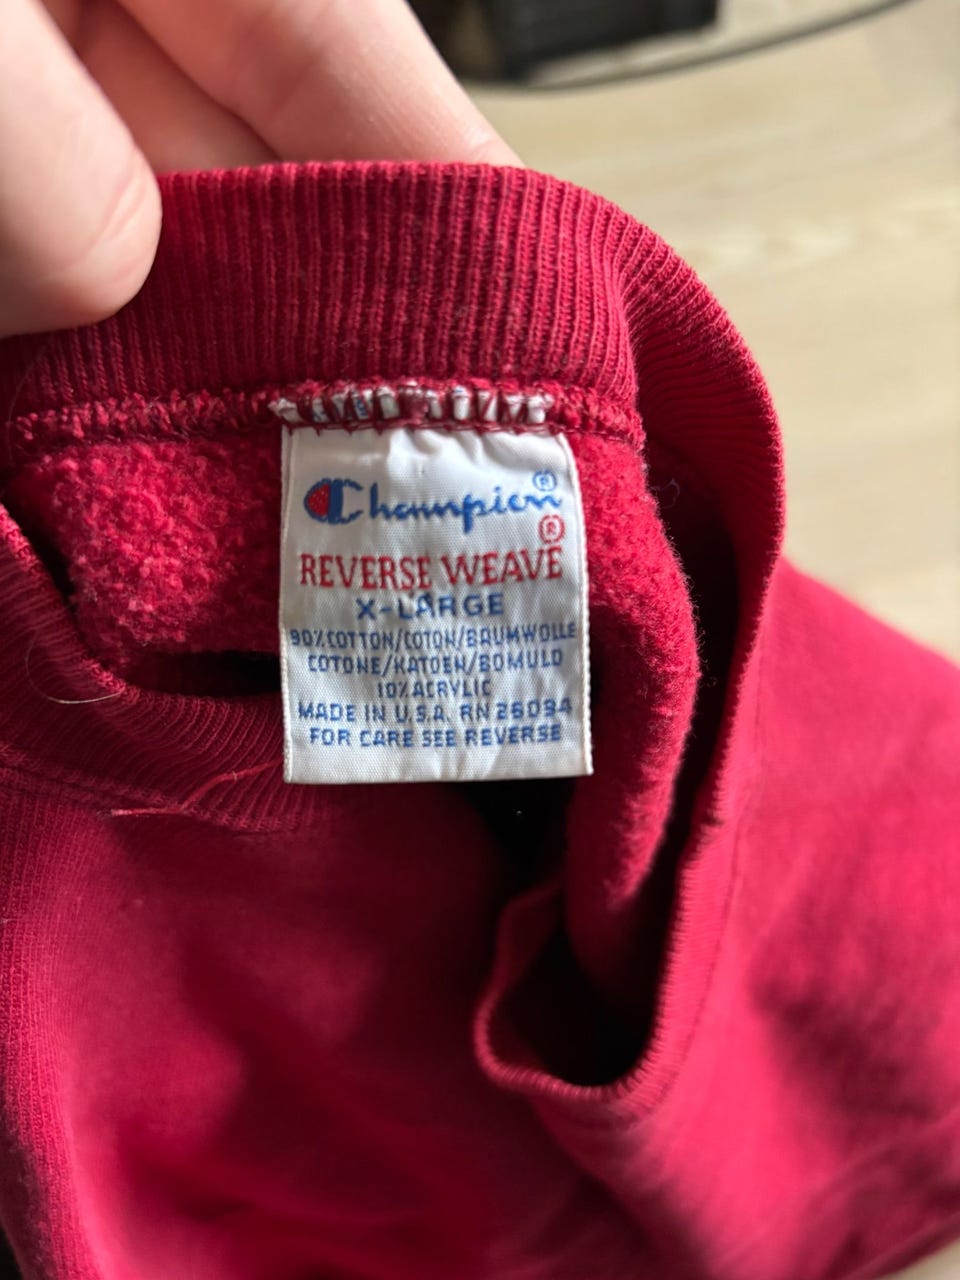 Champion®
®
REVERSE WEAVE
X-LARGE
90% COTTON/COTON/BAUMWOLLE
COTONE/KATOEN/BOMULD
10% ACRYLIC
MADE IN U.S.A. RN 26094
FOR CARE SEE REVERSE